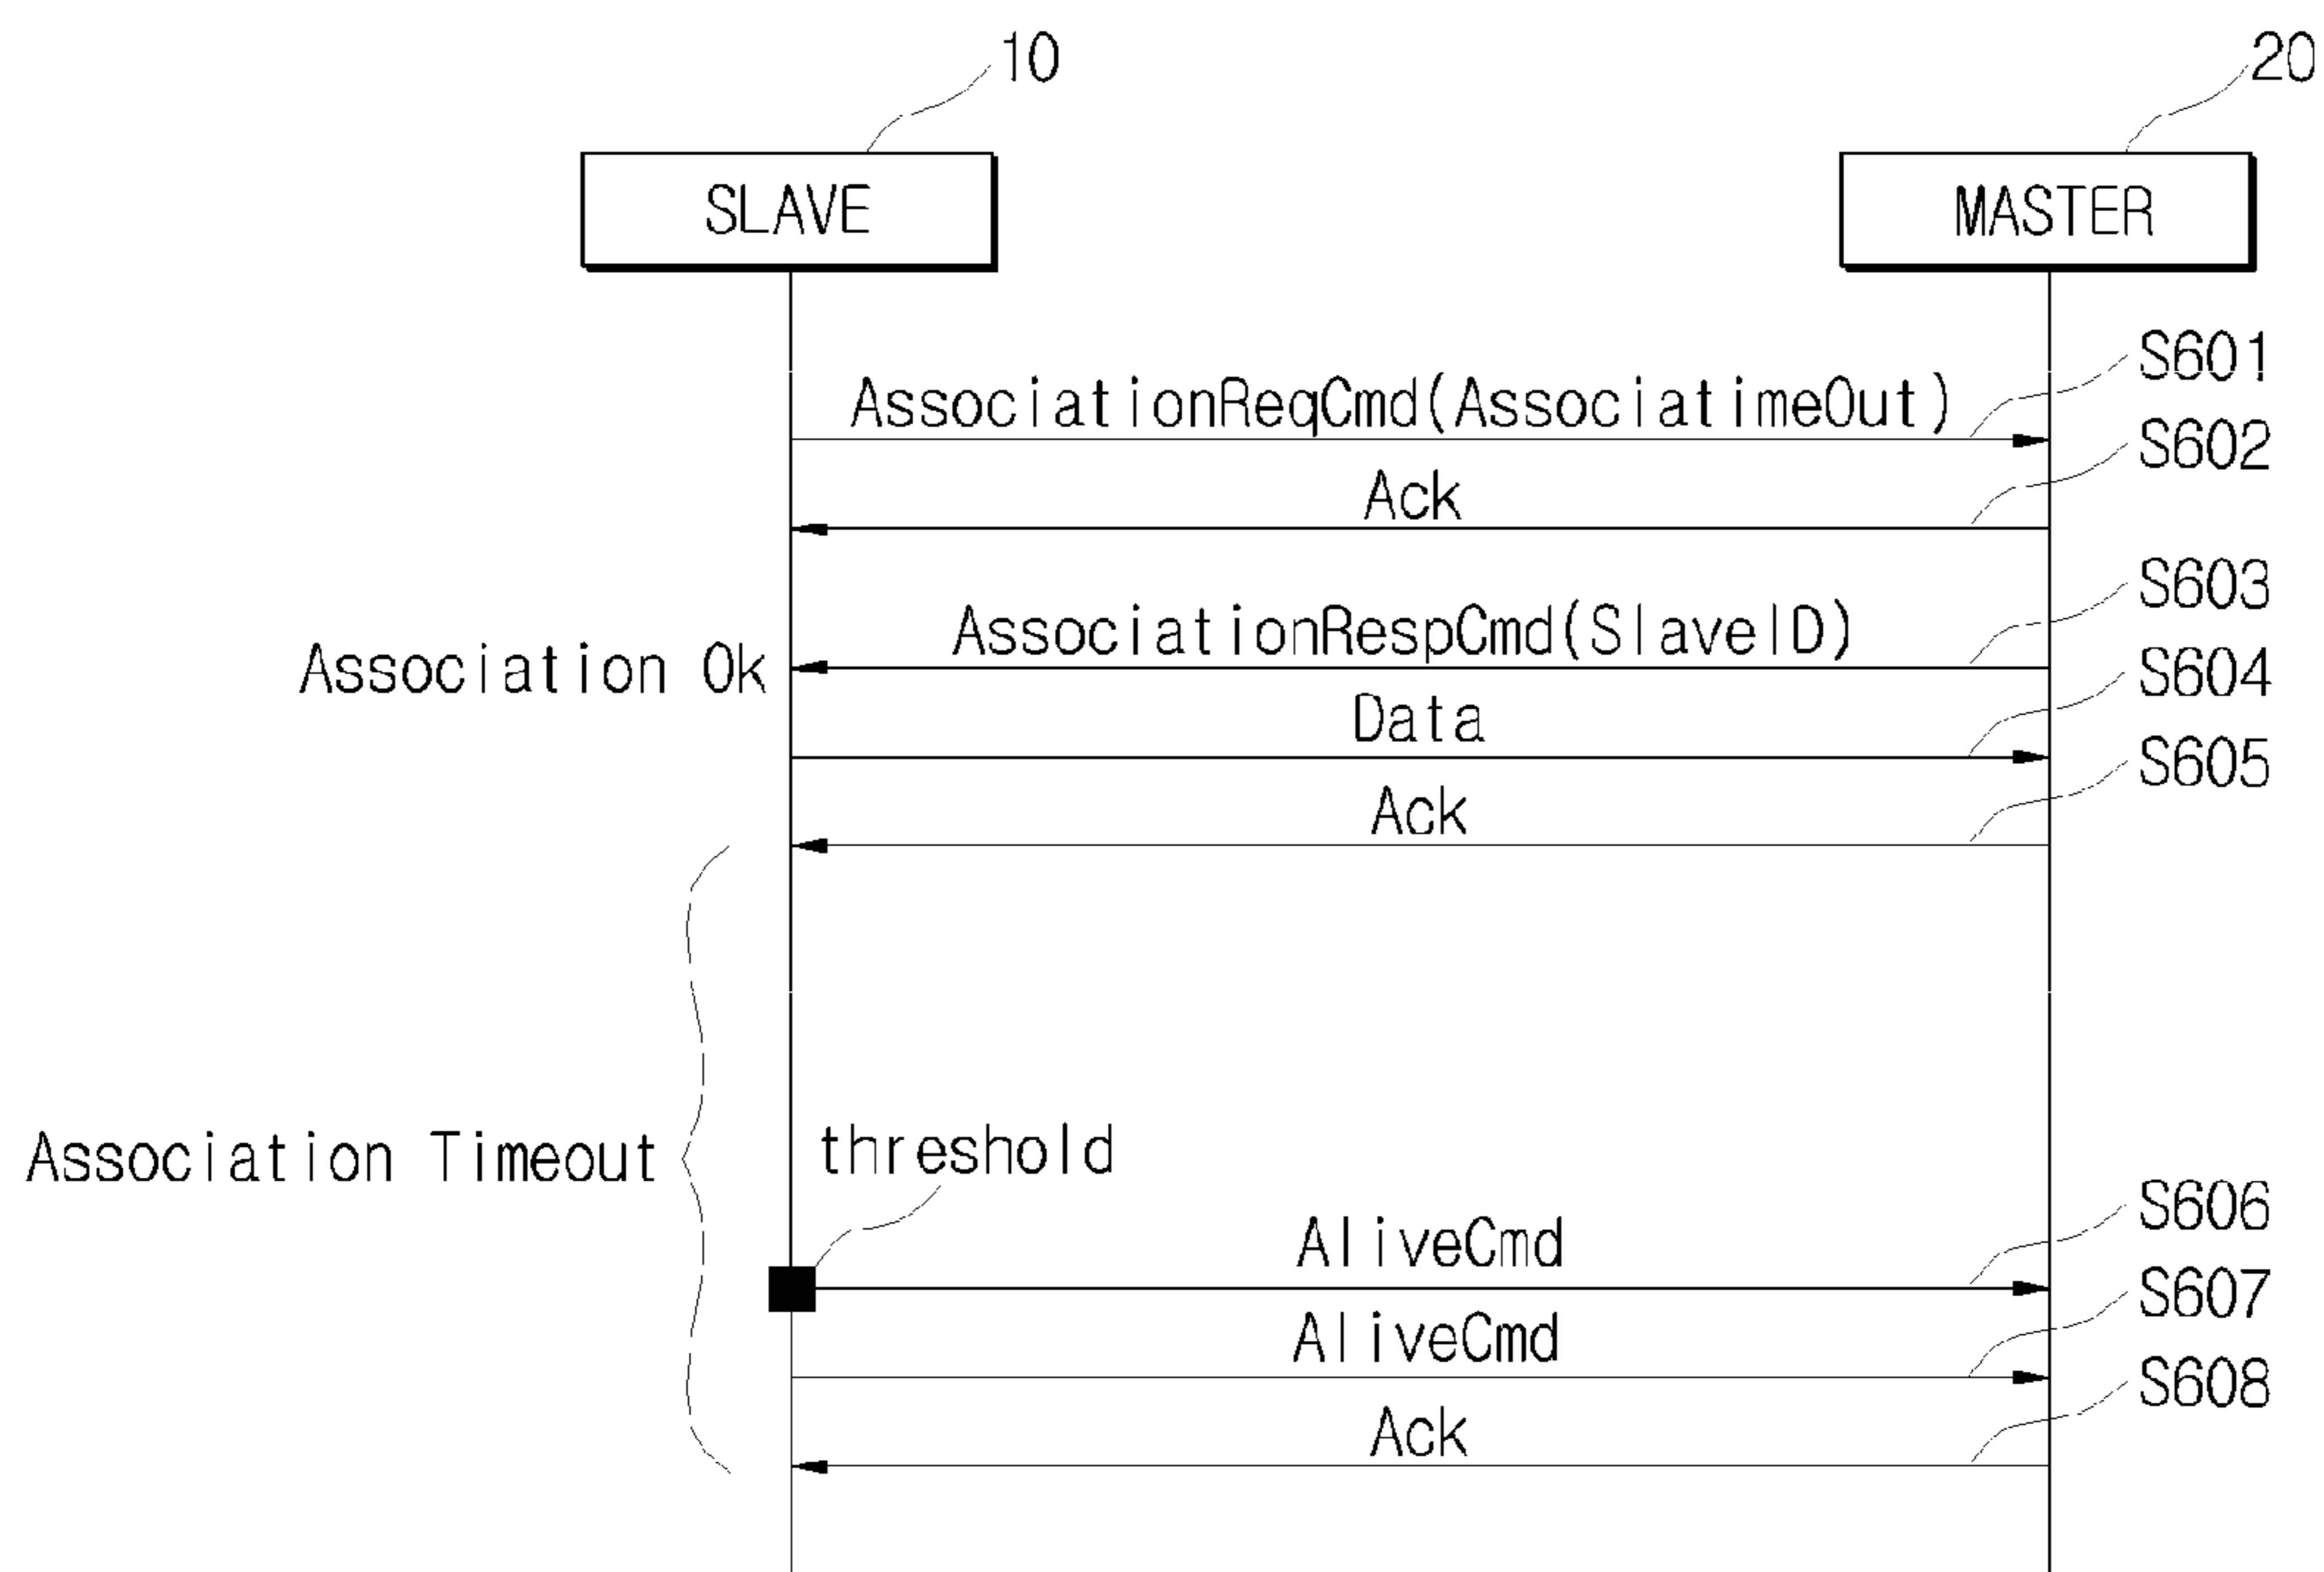 10
20
SLAVE
MASTER
S601
AssociationReqCmd(AssociatimeOut)
S602
Ack
S603
AssociationRespCmd(SlaveID)
Association Ok
S604
Data
S605
Ack
Association Timeout
threshold
S606
AliveCmd
S607
AliveCmd
S608
Ack